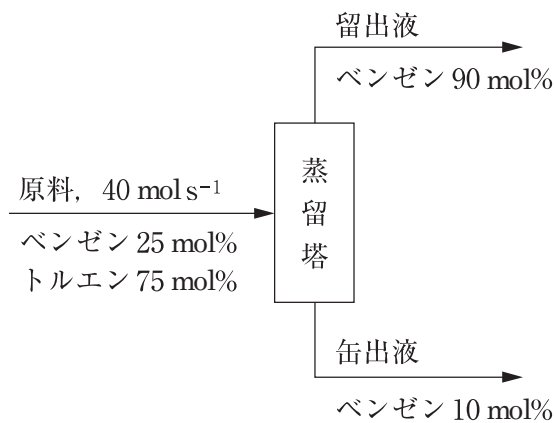 留出液
ベンゼン 90 mol%
原料，40 mol s⁻¹
ベンゼン 25 mol%
トルエン 75 mol%
蒸留塔
缶出液
ベンゼン 10 mol%